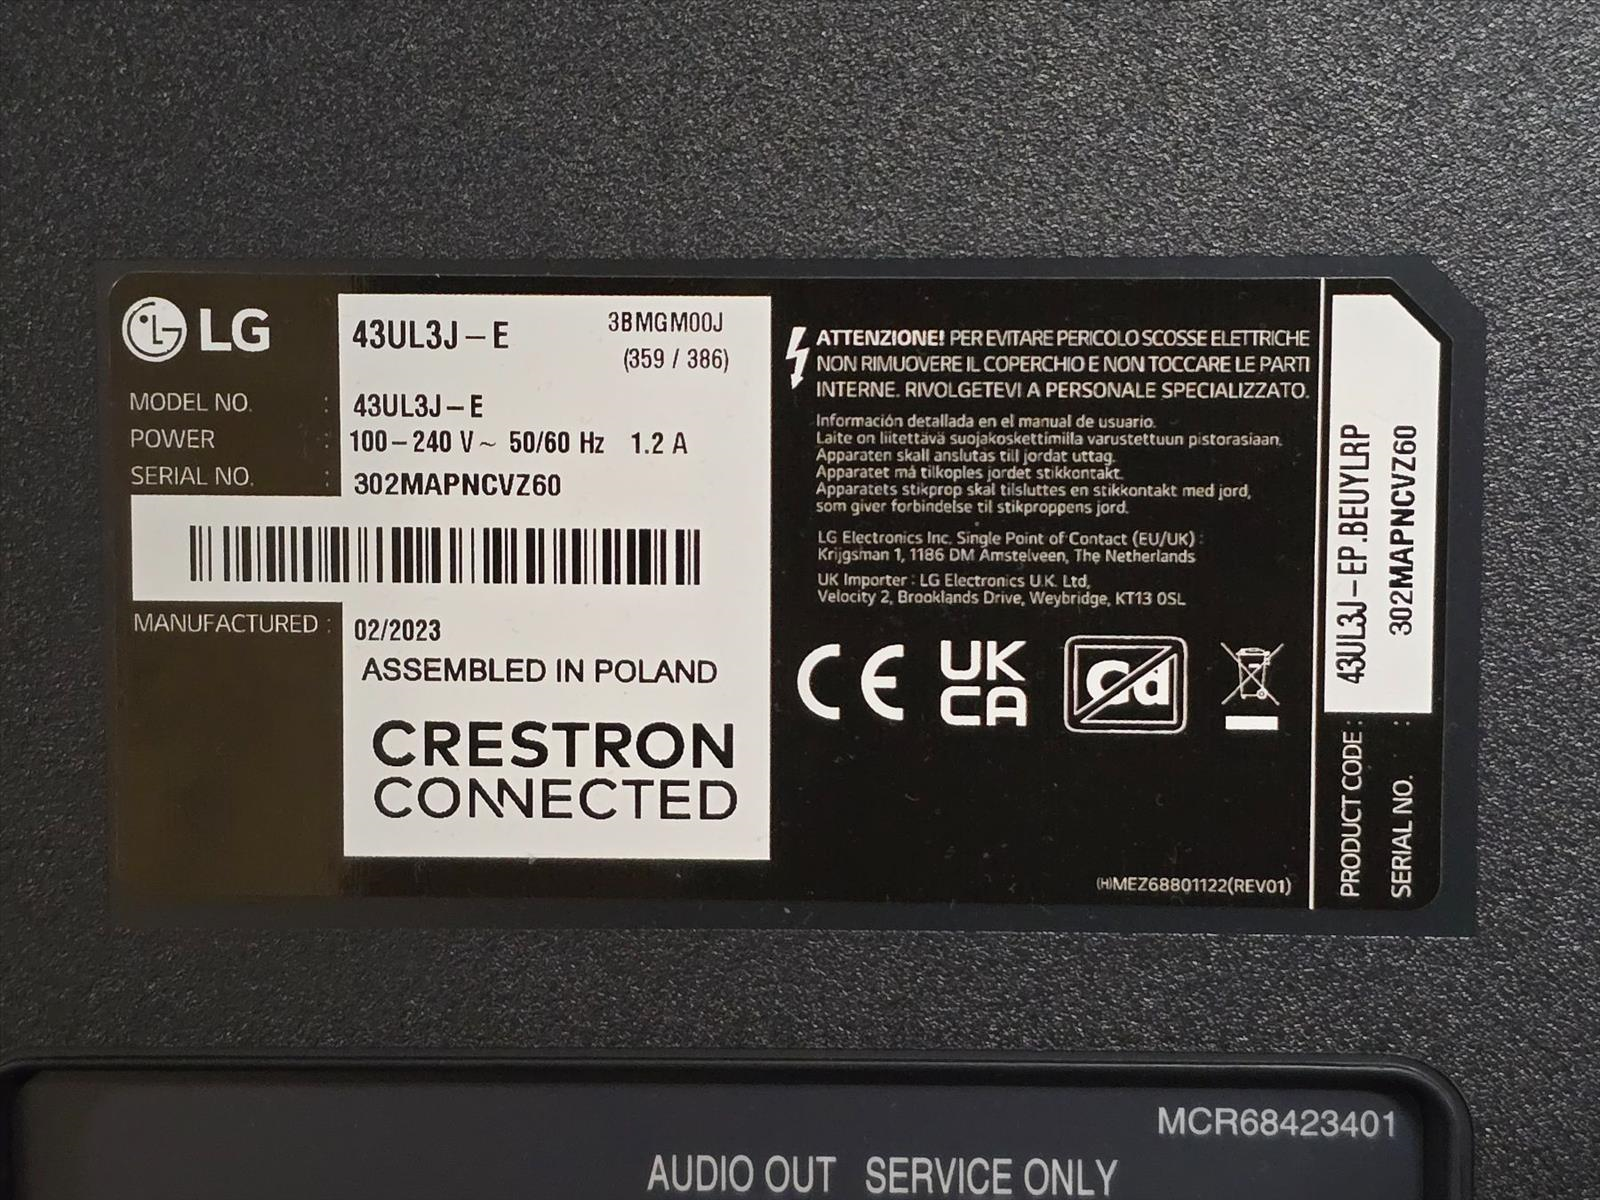 LG
43UL3J-E
3BMGM00J
(359 / 386)
MODEL NO. : 43UL3J-E
POWER : 100-240 V~ 50/60 Hz 1.2 A
SERIAL NO. : 302MAPNCVZ60
MANUFACTURED : 02/2023
ASSEMBLED IN POLAND
CRESTRON
CONNECTED
ATTENZIONE! PER EVITARE PERICOLO SCOSSE ELETTRICHE
NON RIMUOVERE IL COPERCHIO E NON TOCCARE LE PARTI
INTERNE. RIVOLGETEVI A PERSONALE SPECIALIZZATO.
Información detallada en el manual de usuario.
Laite on liitettävä suojakoskettimilla varustettuun pistorasiaan.
Apparaten skall anslutas till jordat uttag.
Apparatet må tilkoples jordet stikkontakt.
Apparatets stikprop skal tilsluttes en stikkontakt med jord,
som giver forbindelse til stikproppens jord.
LG Electronics Inc. Single Point of Contact (EU/UK) :
Krijgsman 1, 1186 DM Amstelveen, The Netherlands
UK Importer : LG Electronics U.K. Ltd,
Velocity 2, Brooklands Drive, Weybridge, KT13 0SL
CE
UK
CA
Cd
(H)MEZ68801122(REV01)
PRODUCT CODE : 43UL3J-EP.BEUYLRP
SERIAL NO. : 302MAPNCVZ60
MCR68423401
AUDIO OUT SERVICE ONLY